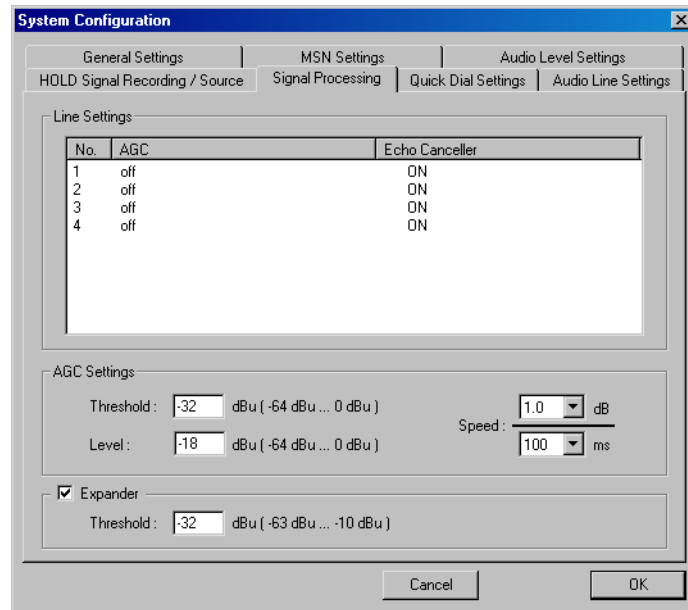 System Configuration
General Settings
MSN Settings
Audio Level Settings
HOLD Signal Recording / Source
Signal Processing
Quick Dial Settings
Audio Line Settings
Line Settings
No. AGC Echo Canceller
1 off ON
2 off ON
3 off ON
4 off ON
AGC Settings
Threshold : -32 dBu ( -64 dBu ... 0 dBu )
Level : -18 dBu ( -64 dBu ... 0 dBu )
Speed : 1.0 dB
100 ms
Expander
Threshold : -32 dBu ( -63 dBu ... -10 dBu )
Cancel
OK